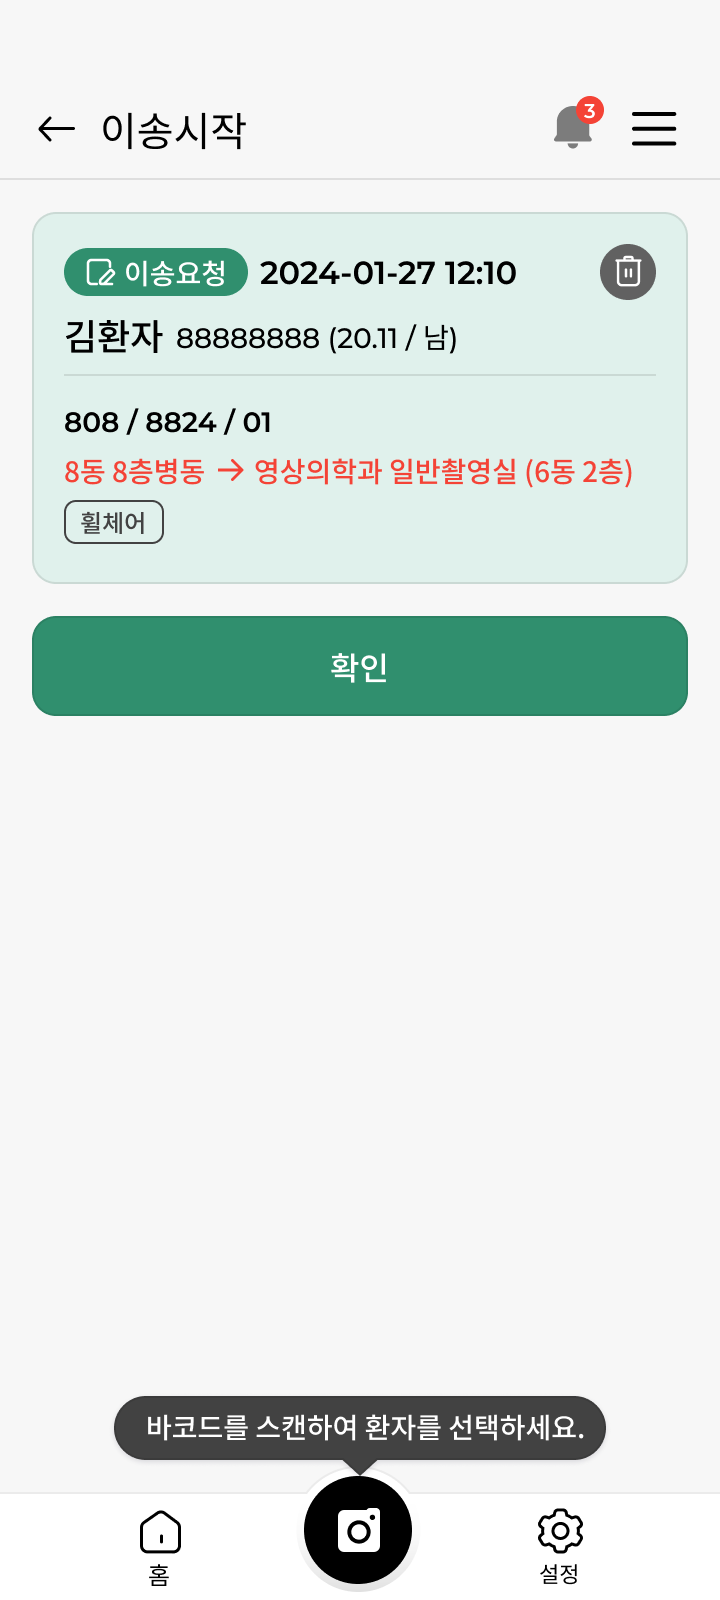 이송시작
3
이송요청 2024-01-27 12:10
김환자 88888888 (20.11 / 남)
808 / 8824 / 01
8동 8층병동 → 영상의학과 일반촬영실 (6동 2층)
휠체어
확인
바코드를 스캔하여 환자를 선택하세요.
홈
설정